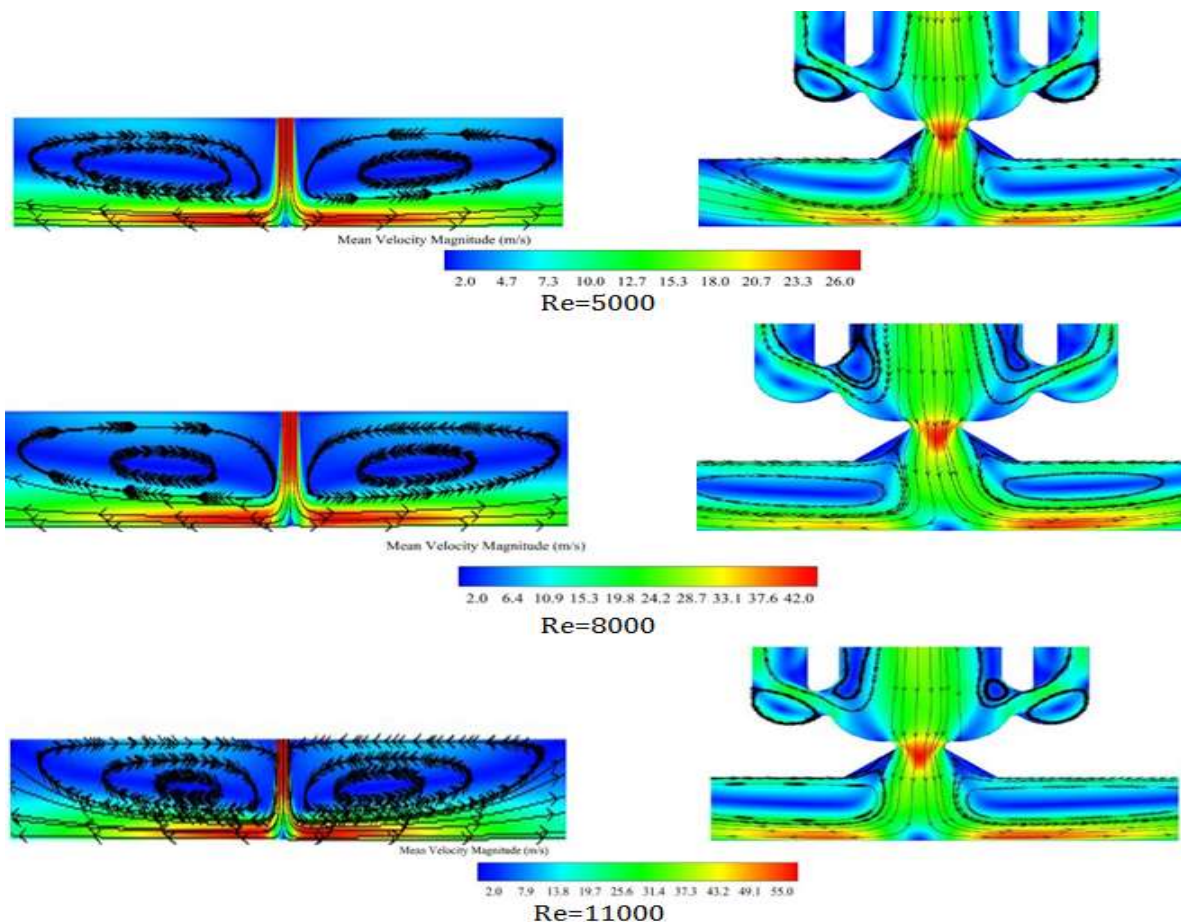 Mean Velocity Magnitude (m/s)
2.0 4.7 7.3 10.0 12.7 15.3 18.0 20.7 23.3 26.0
Re=5000
Mean Velocity Magnitude (m/s)
2.0 6.4 10.9 15.3 19.8 24.2 28.7 33.1 37.6 42.0
Re=8000
Mean Velocity Magnitude (m/s)
2.0 7.9 13.8 19.7 25.6 31.4 37.3 43.2 49.1 55.0
Re=11000